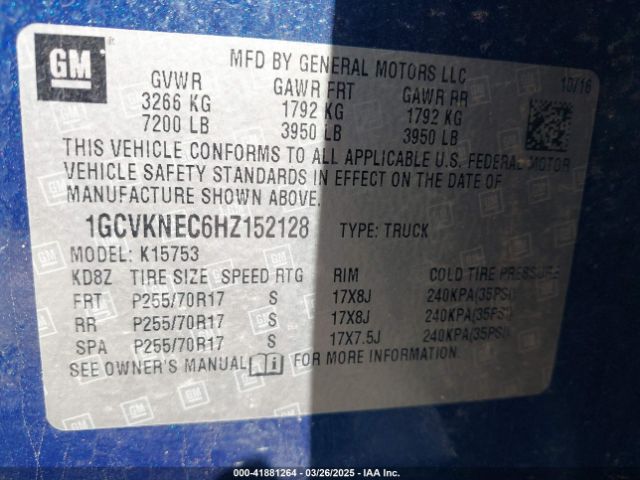 GM
MFD BY GENERAL MOTORS LLC
10/16
GVWR GAWR FRT GAWR RR
3266 KG 1792 KG 1792 KG
7200 LB 3950 LB 3950 LB
THIS VEHICLE CONFORMS TO ALL APPLICABLE U.S. FEDERAL MOTOR
VEHICLE SAFETY STANDARDS IN EFFECT ON THE DATE OF
MANUFACTURE SHOWN ABOVE.
1GCVKNEC6HZ152128 TYPE: TRUCK
MODEL: K15753
KD8Z TIRE SIZE SPEED RTG RIM COLD TIRE PRESSURE
FRT P255/70R17 S 17X8J 240KPA(35PSI)
RR P255/70R17 S 17X8J 240KPA(35PSI)
SPA P255/70R17 S 17X7.5J 240KPA(35PSI)
SEE OWNER'S MANUAL FOR MORE INFORMATION.
000-41881264 - 03/26/2025 - IAA Inc.